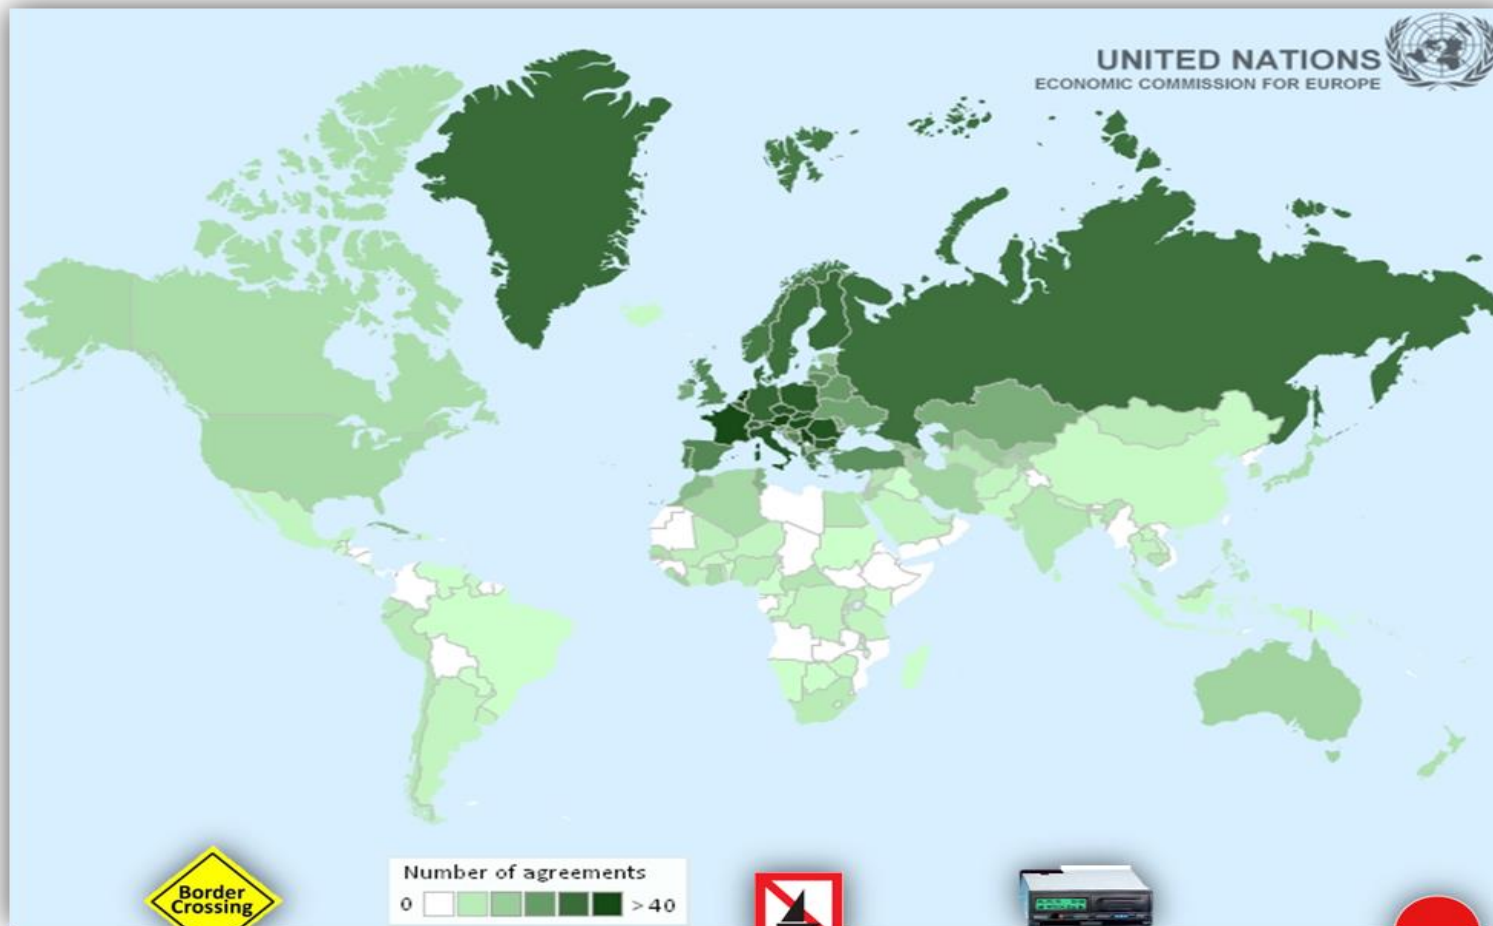 UNITED NATIONS
ECONOMIC COMMISSION FOR EUROPE
Border
Crossing
Number of agreements
0 >40